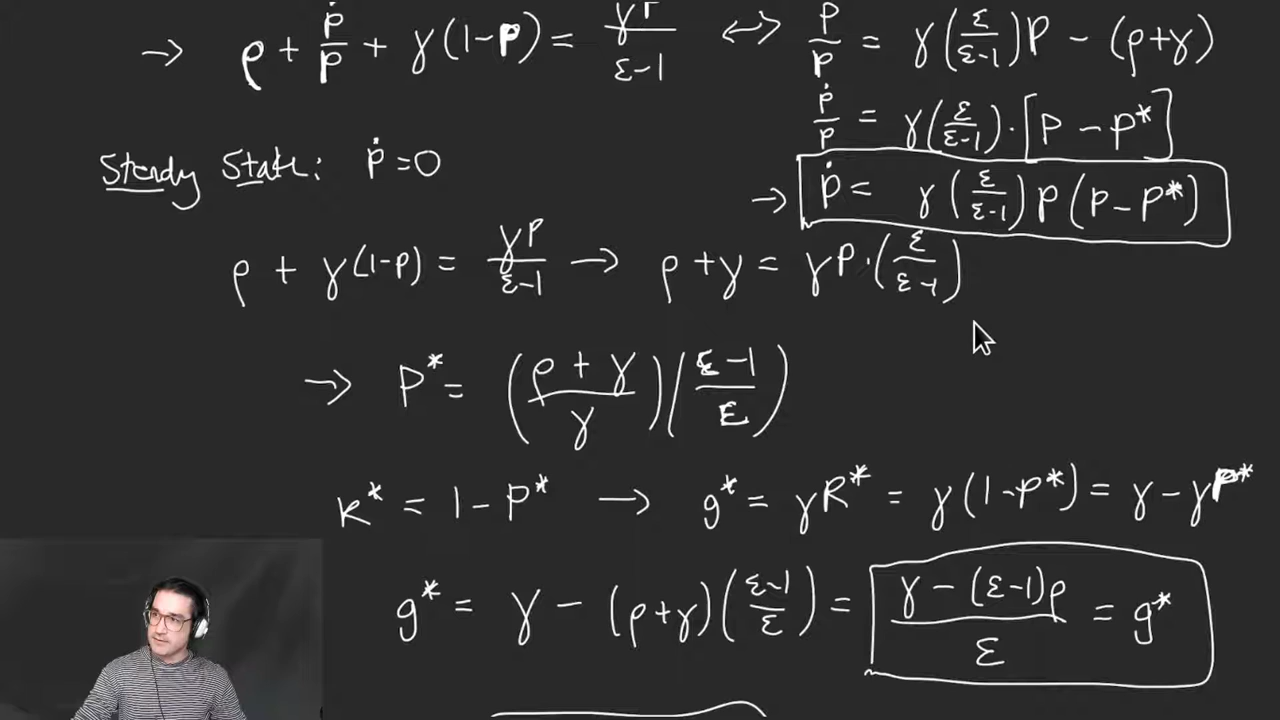 → ρ + ṗ/p + γ(1-p) = γP/(ε-1) ↔ ṗ/p = γ(ε/(ε-1))P - (ρ+γ)
ṗ/p = γ(ε/(ε-1))·[P - P*]
Steady State: ṗ=0
→ ṗ = γ(ε/(ε-1))P(P-P*)
ρ + γ(1-p) = γP/(ε-1) → ρ+γ = γP·(ε/(ε-1))
→ P* = ((ρ+γ)/γ)((ε-1)/ε)
R* = 1-P* → g* = γR* = γ(1-P*) = γ-γP*
g* = γ - (ρ+γ)((ε-1)/ε) = (γ-(ε-1)ρ)/ε = g*